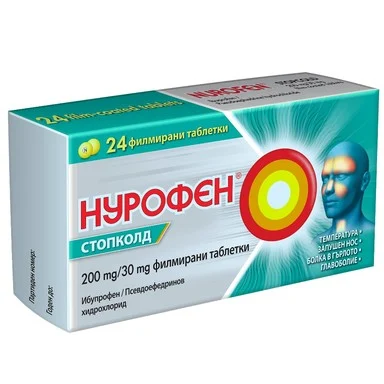 24 film-coated tablets
НУРОФЕН
СТОПКОЛД
24 филмирани таблетки
НУРОФЕН®
СТОПКОЛД
200 mg/30 mg филмирани таблетки
Ибупрофен/Псевдоефедринов
хидрохлорид
ТЕМПЕРАТУРА
ЗАПУШЕН НОС
БОЛКА В ГЪРЛОТО
ГЛАВОБОЛИЕ
Партиден номер:
Годен до: